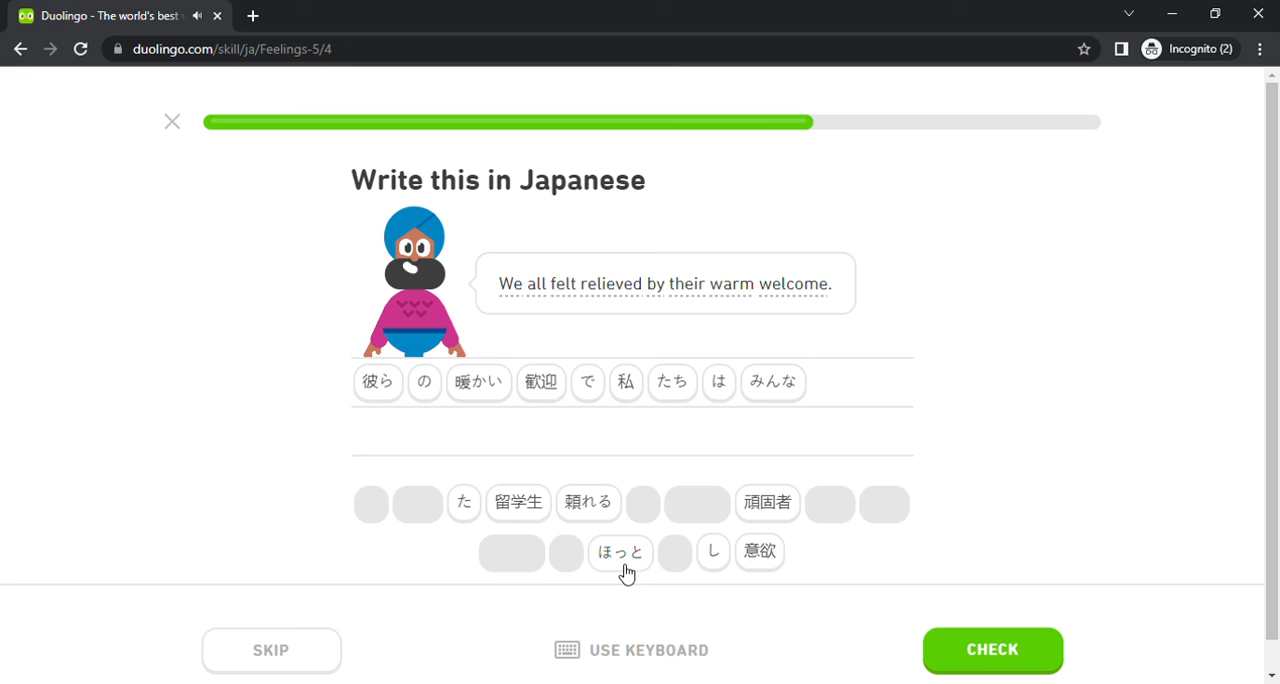 Duolingo - The world's best
duolingo.com/skill/ja/Feelings-5/4
Incognito (2)
Write this in Japanese
We all felt relieved by their warm welcome.
彼ら の 暖かい 歓迎 で 私 たち は みんな
た 留学生 頼れる 頑固者
ほっと し 意欲
SKIP
USE KEYBOARD
CHECK